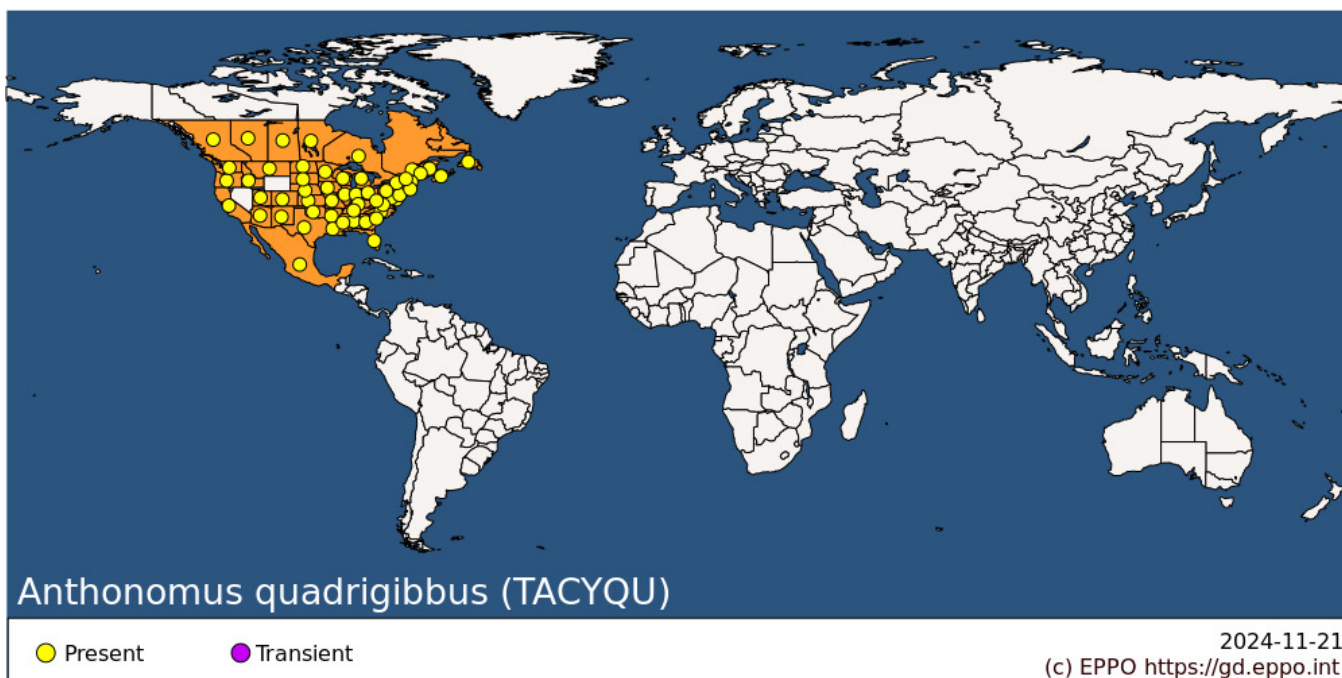 Anthonomus quadrigibbus (TACYQU)
Present
Transient
2024-11-21
(c) EPPO https://gd.eppo.int